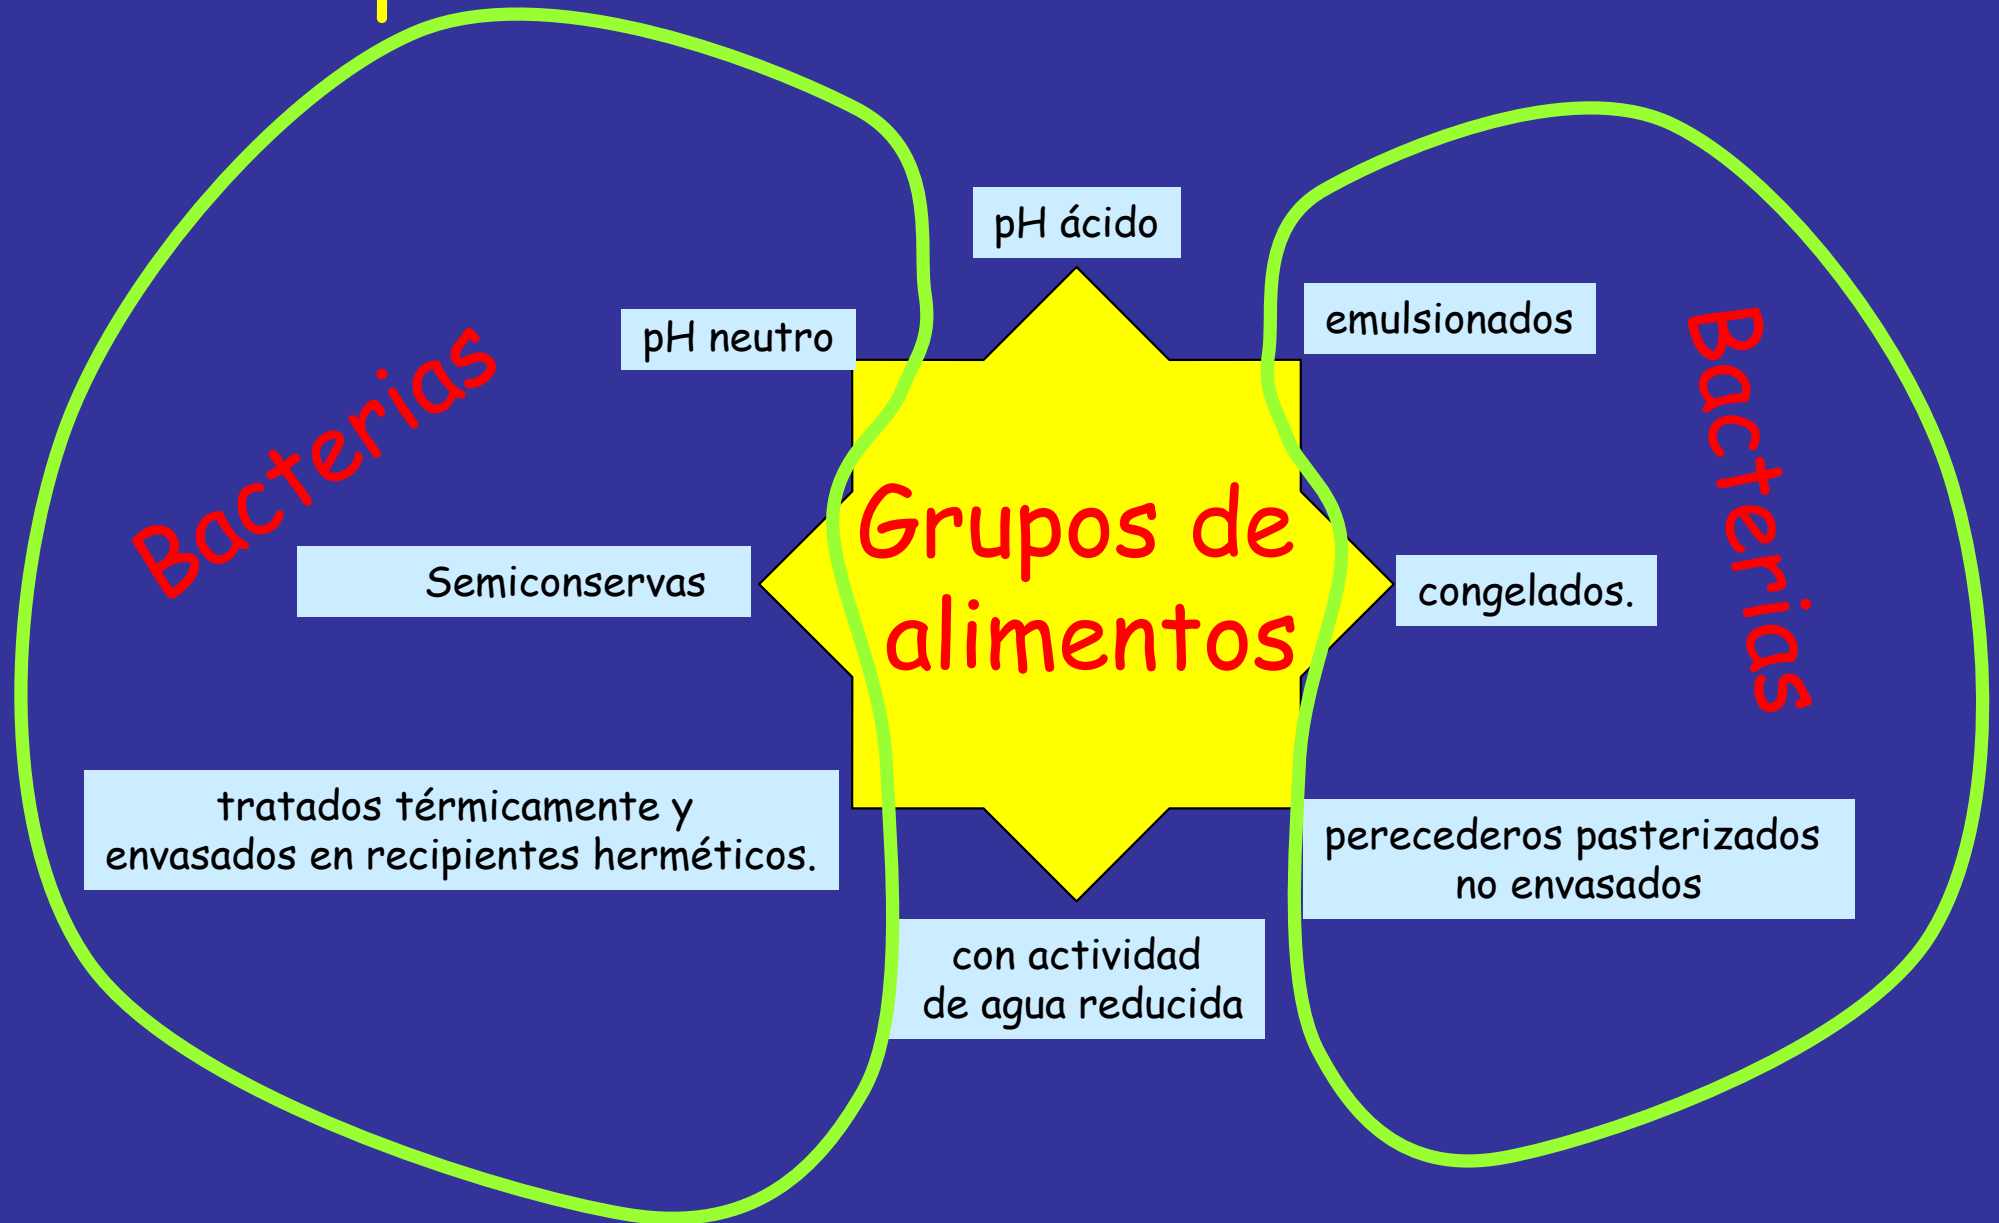 pH ácido
pH neutro
emulsionados
Bacterias
Bacterias
Grupos de
alimentos
Semiconservas
congelados.
tratados térmicamente y
envasados en recipientes herméticos.
perecederos pasterizados
no envasados
con actividad
de agua reducida